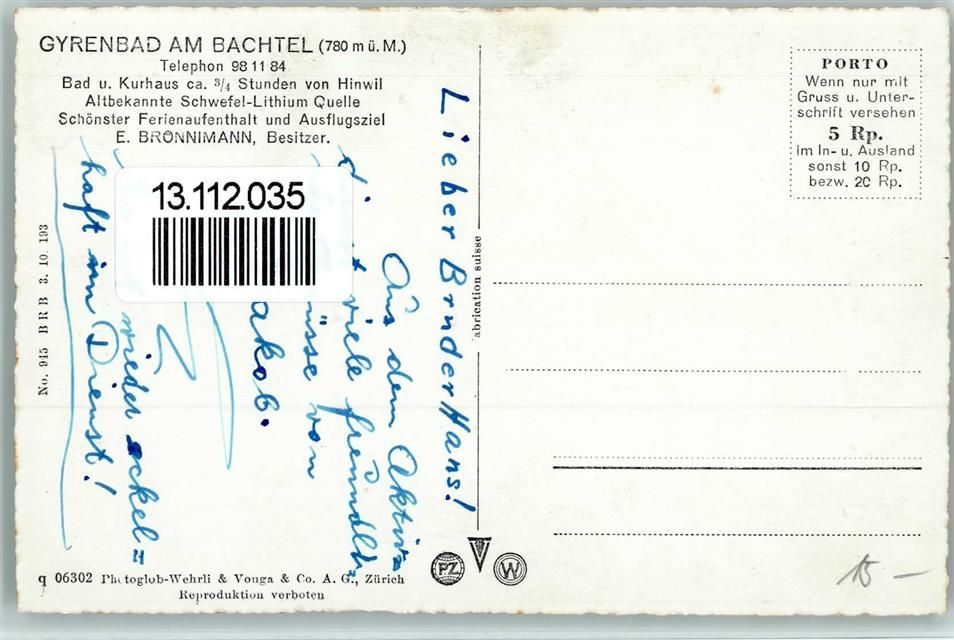 GYRENBAD AM BACHTEL (780 m ü. M.)
Telephon 98 11 84
Bad u. Kurhaus ca. 3/4 Stunden von Hinwil
Altbekannte Schwefel-Lithium Quelle
Schönster Ferienaufenthalt und Ausflugsziel
E. BRÖNNIMANN, Besitzer.
13.112.035
Lieber Bruder Hans!
Aus dem Aktiv=
viele freundli
üsse von
akob.
wieder ekel=
haft im Dienst!
No. 945 BRB 3. 10. 193
abrication suisse
PORTO
Wenn nur mit
Gruss u. Unter-
schrift versehen
5 Rp.
im In- u. Ausland
sonst 10 Rp.
bezw. 20 Rp.
PZ
W
q 06302 Photoglob-Wehrli & Vouga & Co. A. G., Zürich
Reproduktion verboten
15 –